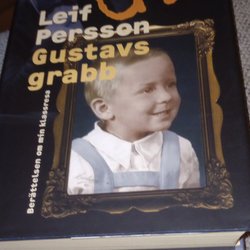 Leif
Persson
Gustavs
grabb
Berättelsen om min klassresa